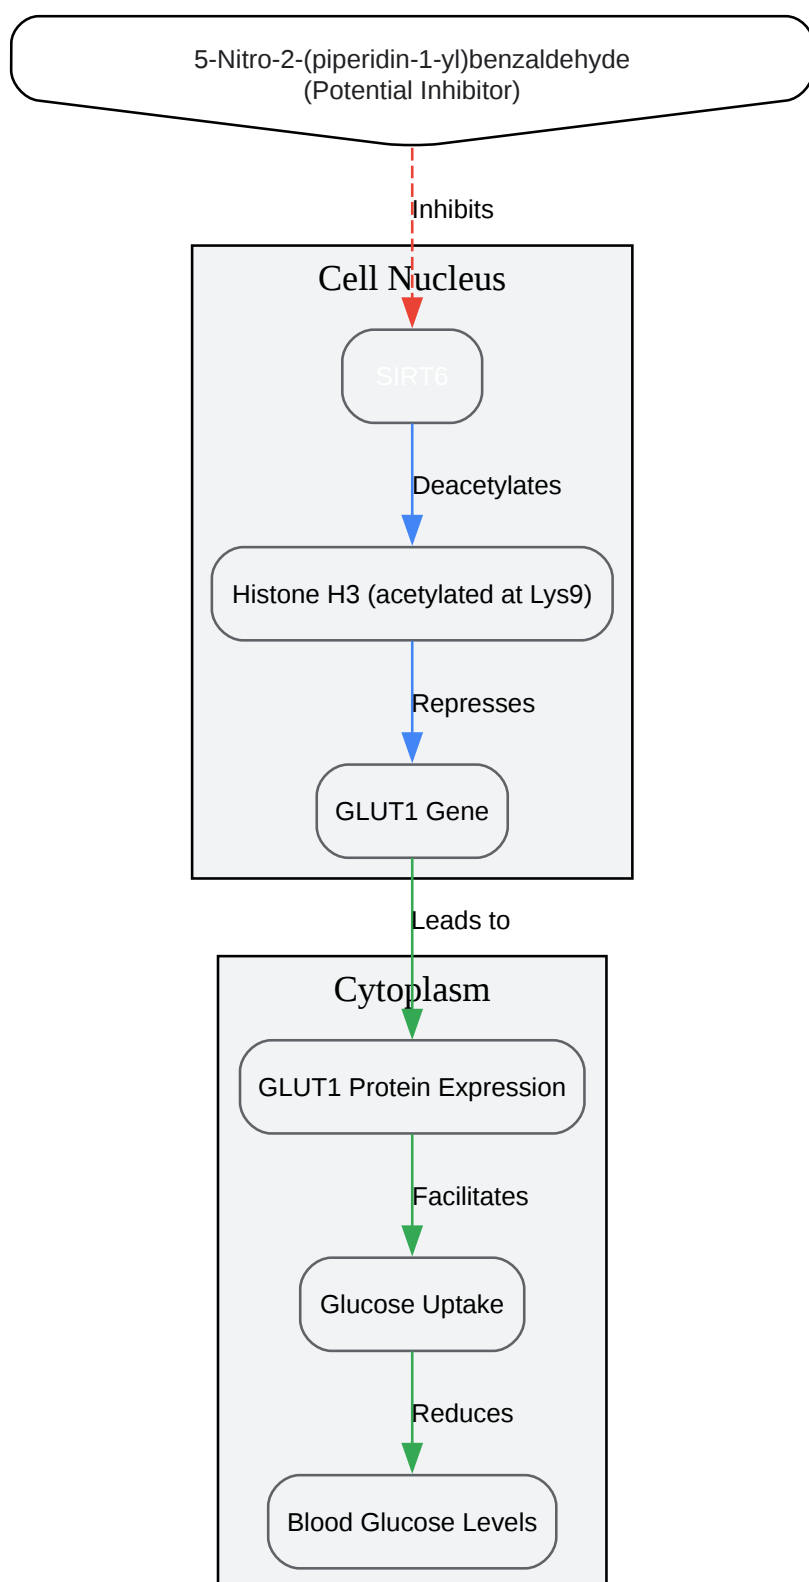 5-Nitro-2-(piperidin-1-yl)benzaldehyde
(Potential Inhibitor)
Inhibits
Cell Nucleus
SIRT6
Deacetylates
Histone H3 (acetylated at Lys9)
Represses
GLUT1 Gene
Leads to
Cytoplasm
GLUT1 Protein Expression
Facilitates
Glucose Uptake
Reduces
Blood Glucose Levels